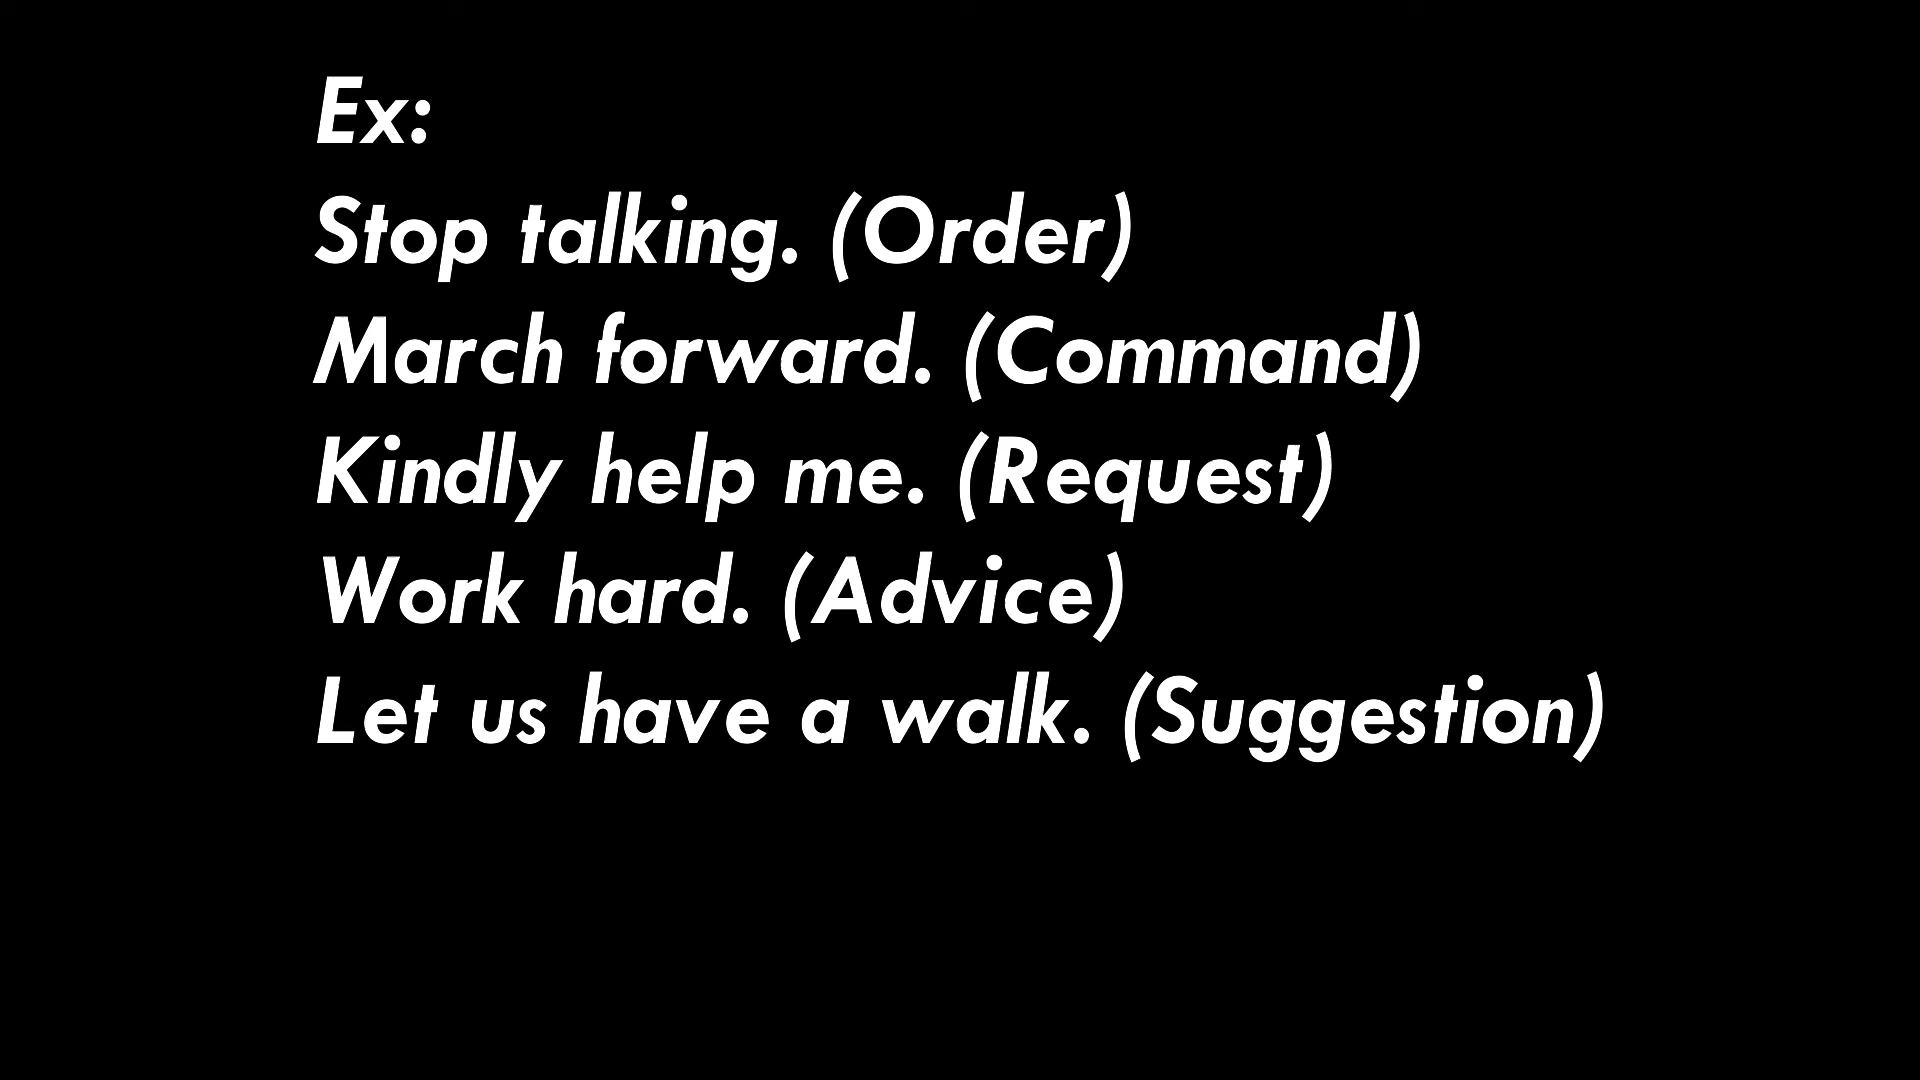 Ex:
Stop talking. (Order)
March forward. (Command)
Kindly help me. (Request)
Work hard. (Advice)
Let us have a walk. (Suggestion)